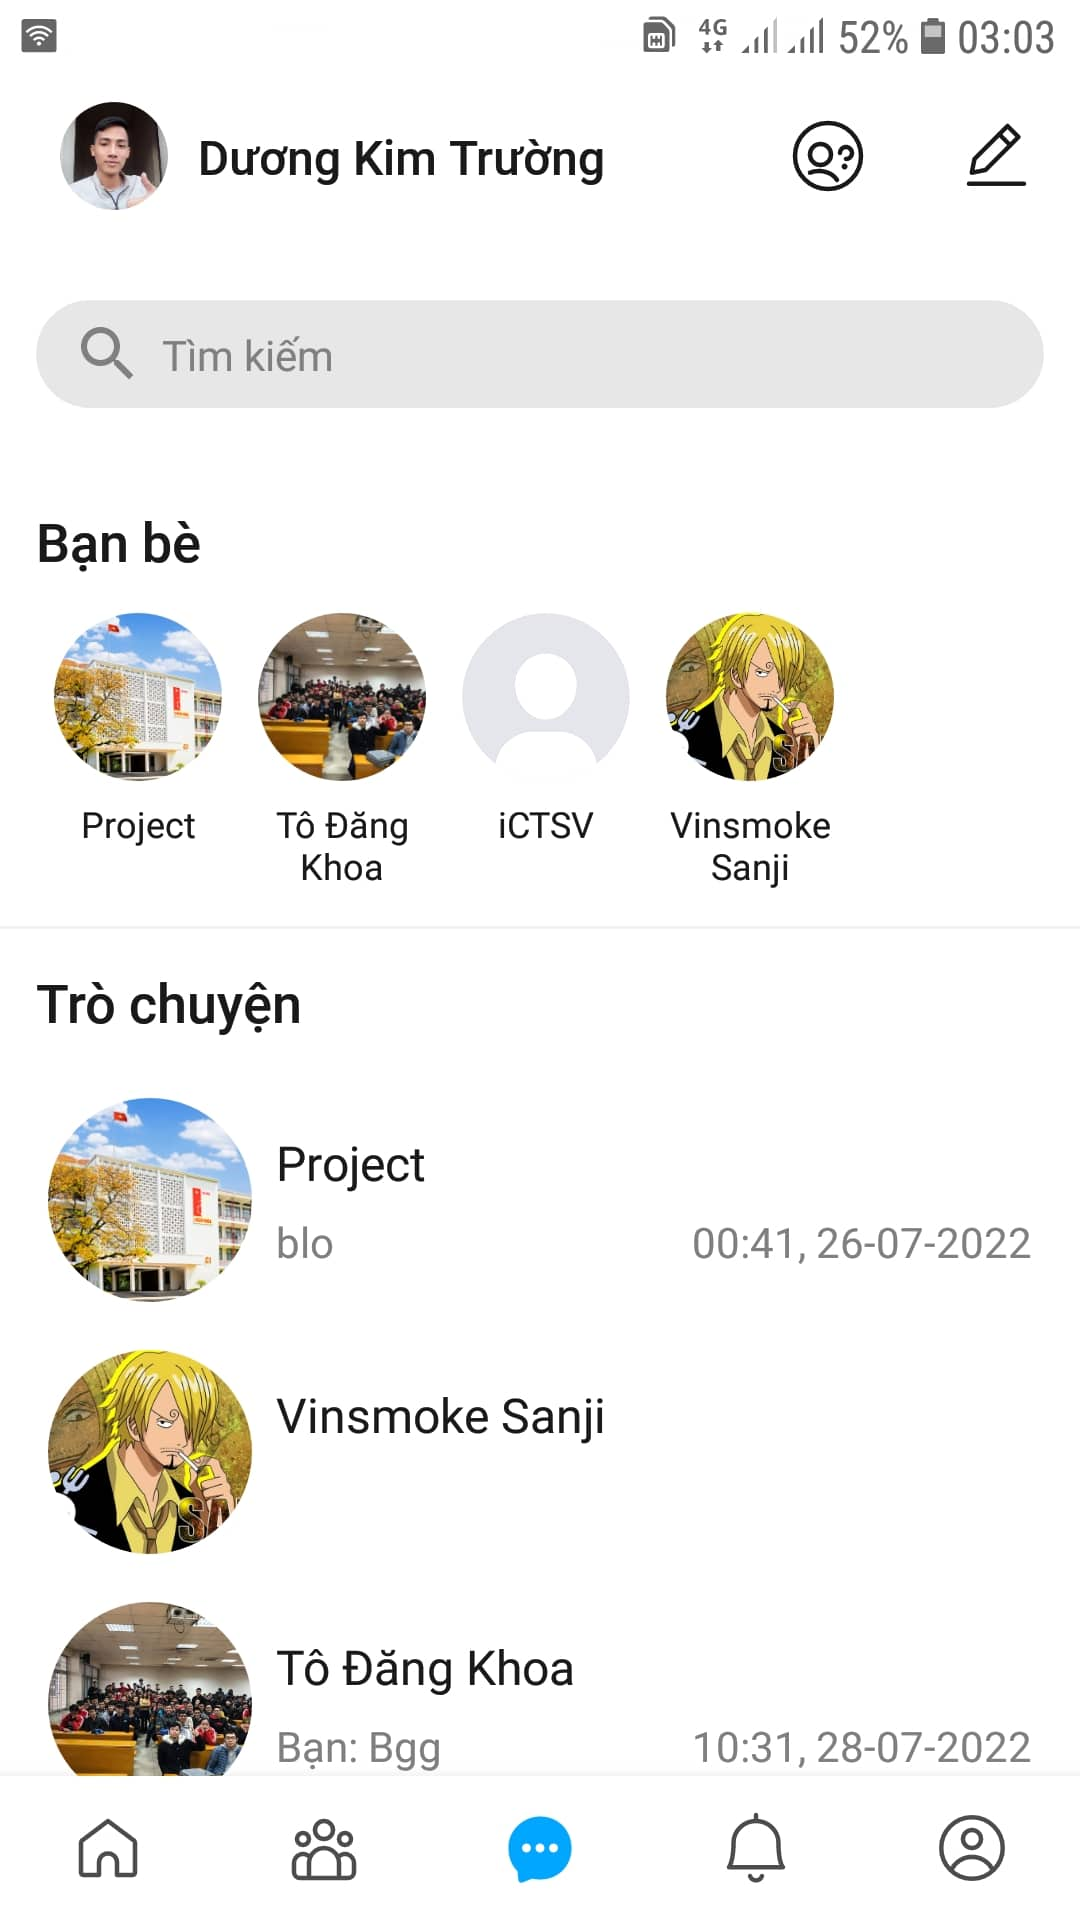 4G 52% 03:03
Dương Kim Trường
Tìm kiếm
Bạn bè
Project
Tô Đăng
Khoa
iCTSV
Vinsmoke
Sanji
Trò chuyện
Project
blo 00:41, 26-07-2022
Vinsmoke Sanji
Tô Đăng Khoa
Bạn: Bgg 10:31, 28-07-2022